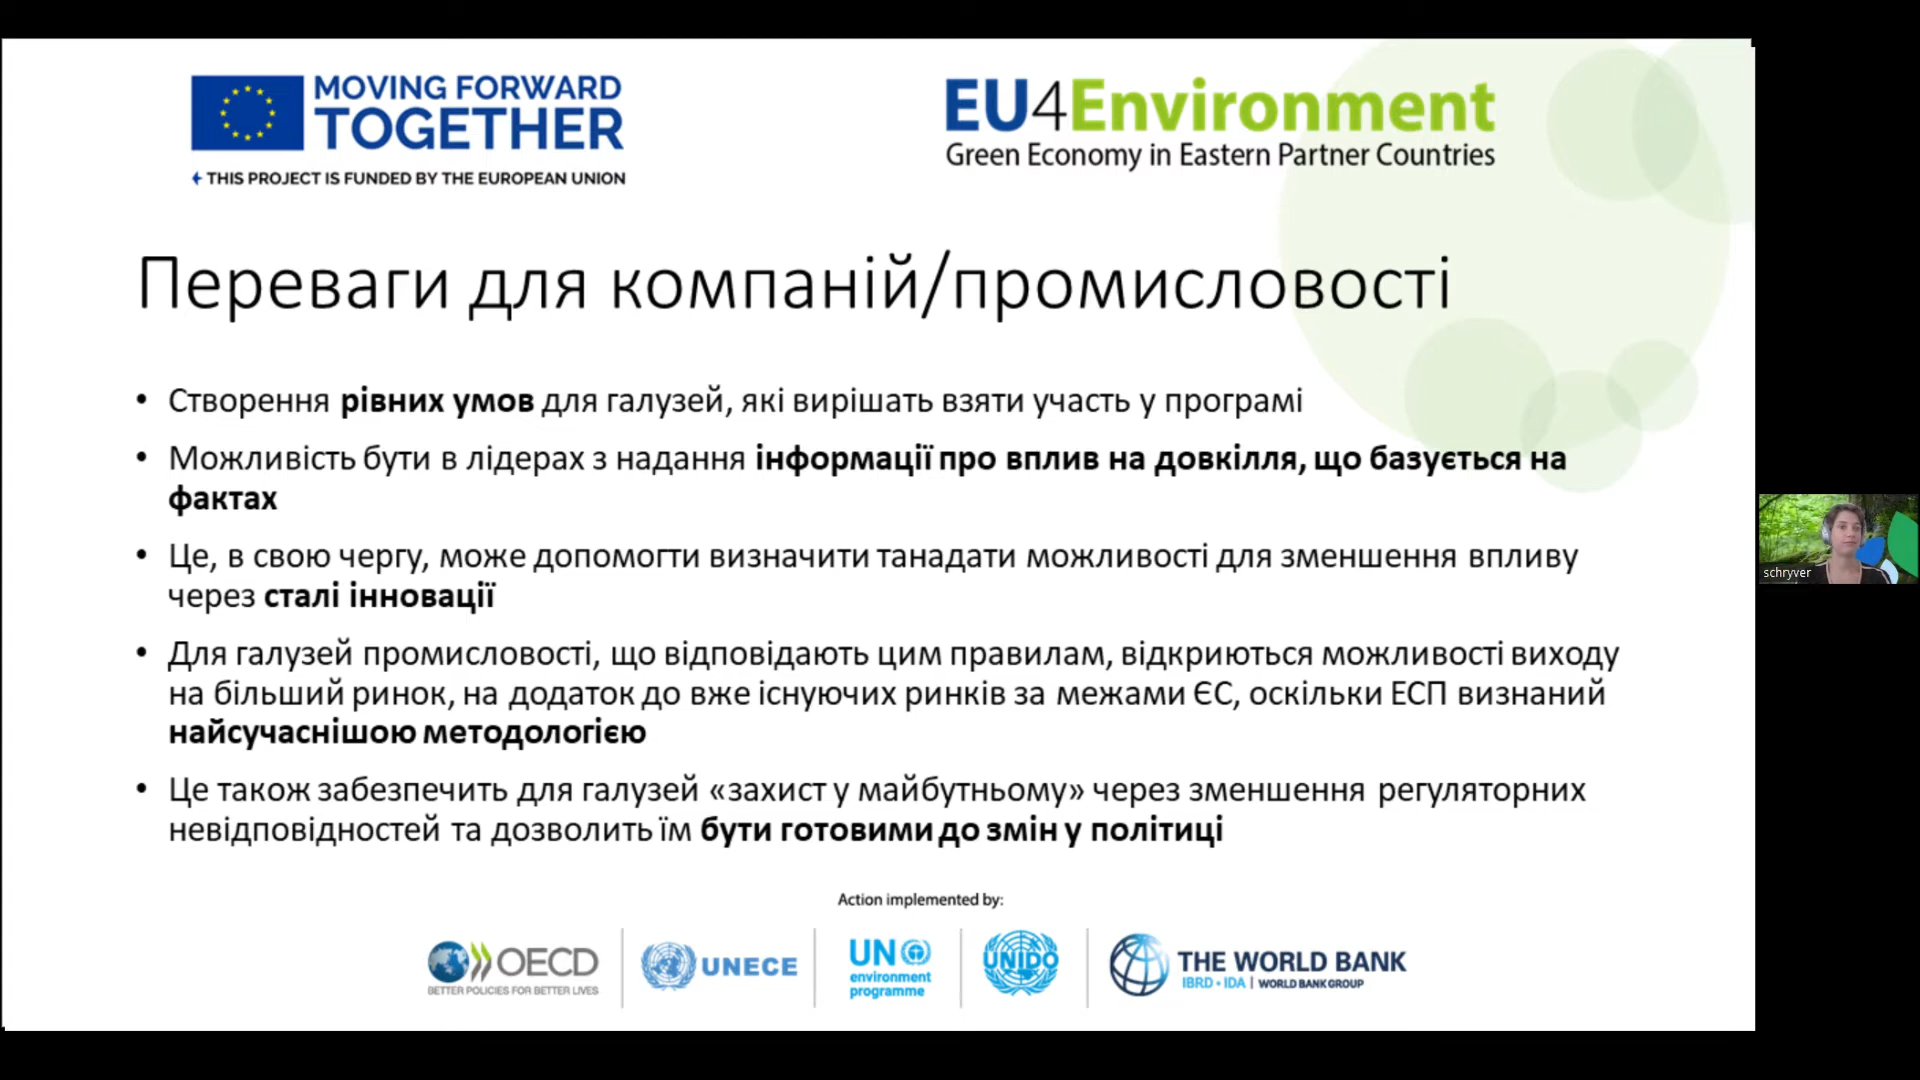 MOVING FORWARD
TOGETHER
THIS PROJECT IS FUNDED BY THE EUROPEAN UNION
EU4Environment
Green Economy in Eastern Partner Countries
Переваги для компаній/промисловості
• Створення рівних умов для галузей, які вирішать взяти участь у програмі
• Можливість бути в лідерах з надання інформації про вплив на довкілля, що базується на
фактах
• Це, в свою чергу, може допомогти визначити танадати можливості для зменшення впливу
через сталі інновації
• Для галузей промисловості, що відповідають цим правилам, відкриються можливості виходу
на більший ринок, на додаток до вже існуючих ринків за межами ЄС, оскільки ЕСП визнаний
найсучаснішою методологією
• Це також забезпечить для галузей «захист у майбутньому» через зменшення регуляторних
невідповідностей та дозволить їм бути готовими до змін у політиці
schryver
Action implemented by:
OECD
BETTER POLICIES FOR BETTER LIVES
UNECE
UN
environment
programme
UNIDO
THE WORLD BANK
IBRD • IDA | WORLD BANK GROUP